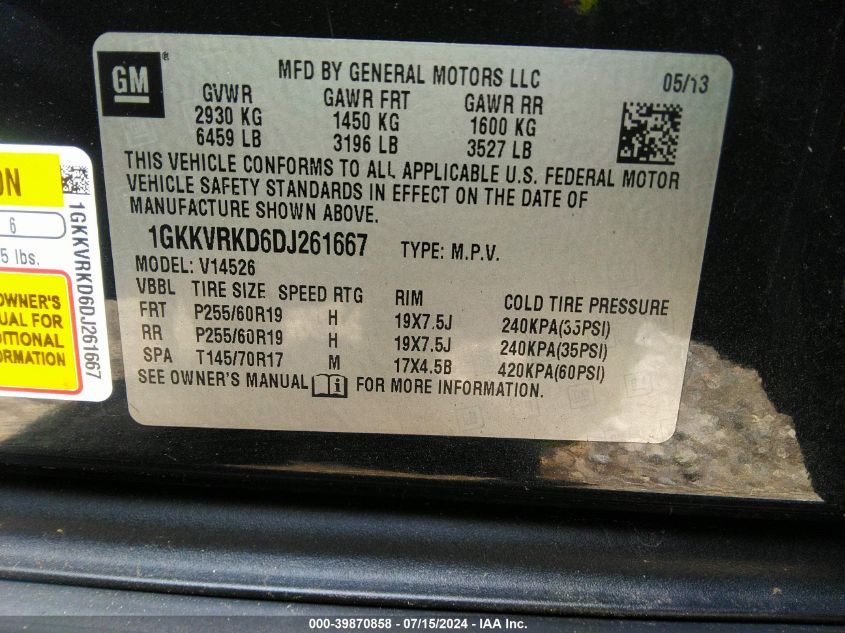 GM
MFD BY GENERAL MOTORS LLC
05/13
GVWR GAWR FRT GAWR RR
2930 KG 1450 KG 1600 KG
6459 LB 3196 LB 3527 LB
THIS VEHICLE CONFORMS TO ALL APPLICABLE U.S. FEDERAL MOTOR
VEHICLE SAFETY STANDARDS IN EFFECT ON THE DATE OF
MANUFACTURE SHOWN ABOVE.
1GKKVRKD6DJ261667 TYPE: M.P.V.
MODEL: V14526
VBBL TIRE SIZE SPEED RTG RIM COLD TIRE PRESSURE
FRT P255/60R19 H 19X7.5J 240KPA(35PSI)
RR P255/60R19 H 19X7.5J 240KPA(35PSI)
SPA T145/70R17 M 17X4.5B 420KPA(60PSI)
SEE OWNER'S MANUAL i FOR MORE INFORMATION.
ON
6
5 lbs.
OWNER'S
UAL FOR
DITIONAL
ORMATION
1GKKVRKD6DJ261667
000-39870858 - 07/15/2024 - IAA Inc.